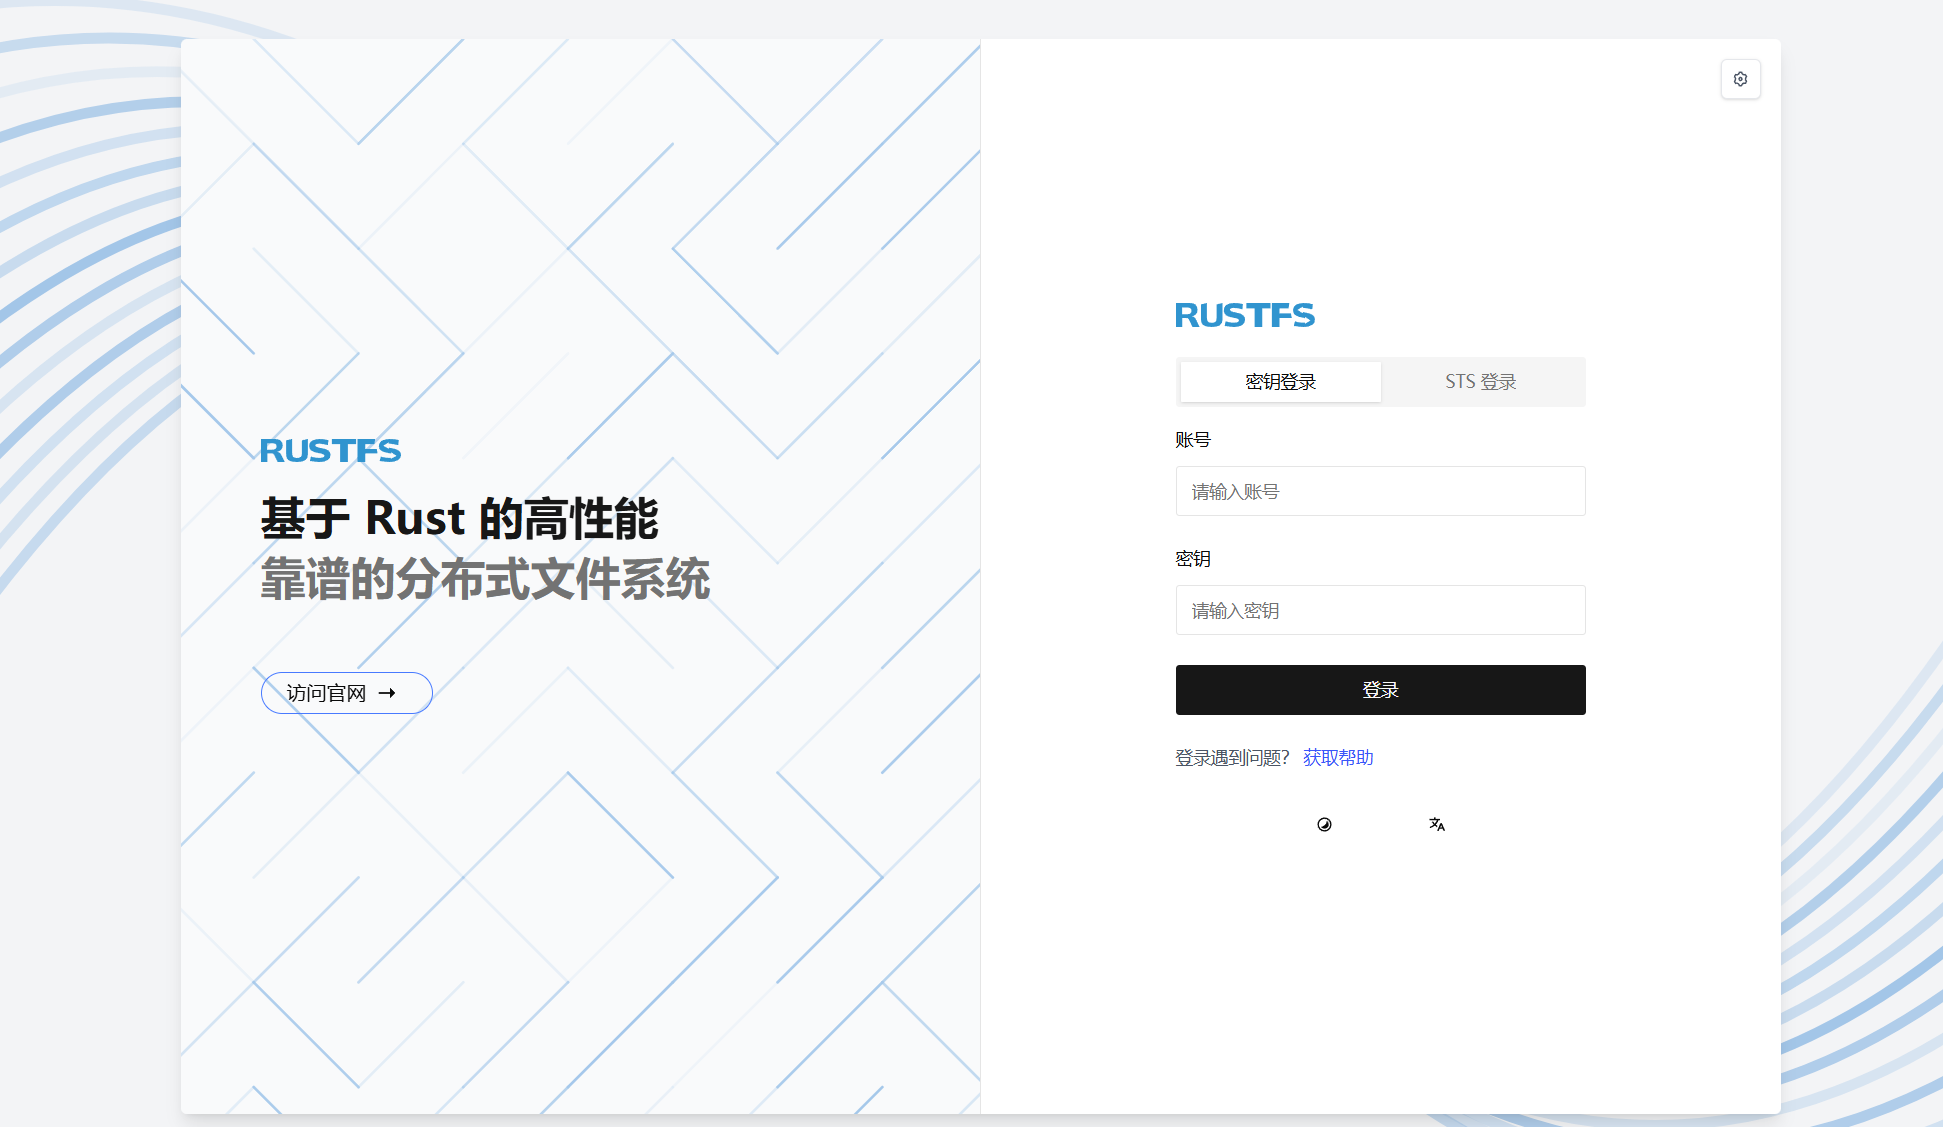 RUSTFS
基于 Rust 的高性能
靠谱的分布式文件系统
访问官网 →
RUSTFS
密钥登录 STS 登录
账号
请输入账号
密钥
请输入密钥
登录
登录遇到问题? 获取帮助